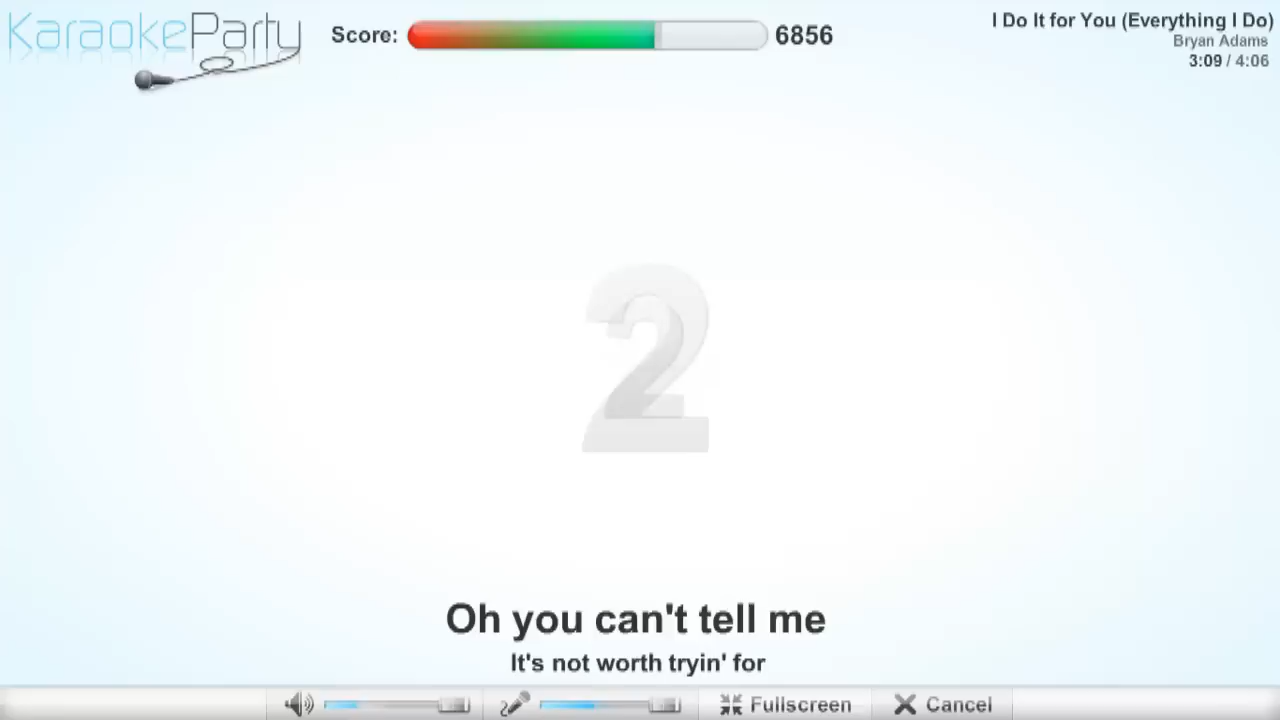 KaraokeParty
Score:
6856
I Do It for You (Everything I Do)
Bryan Adams
3:09 / 4:06
2
Oh you can't tell me
It's not worth tryin' for
Fullscreen
Cancel